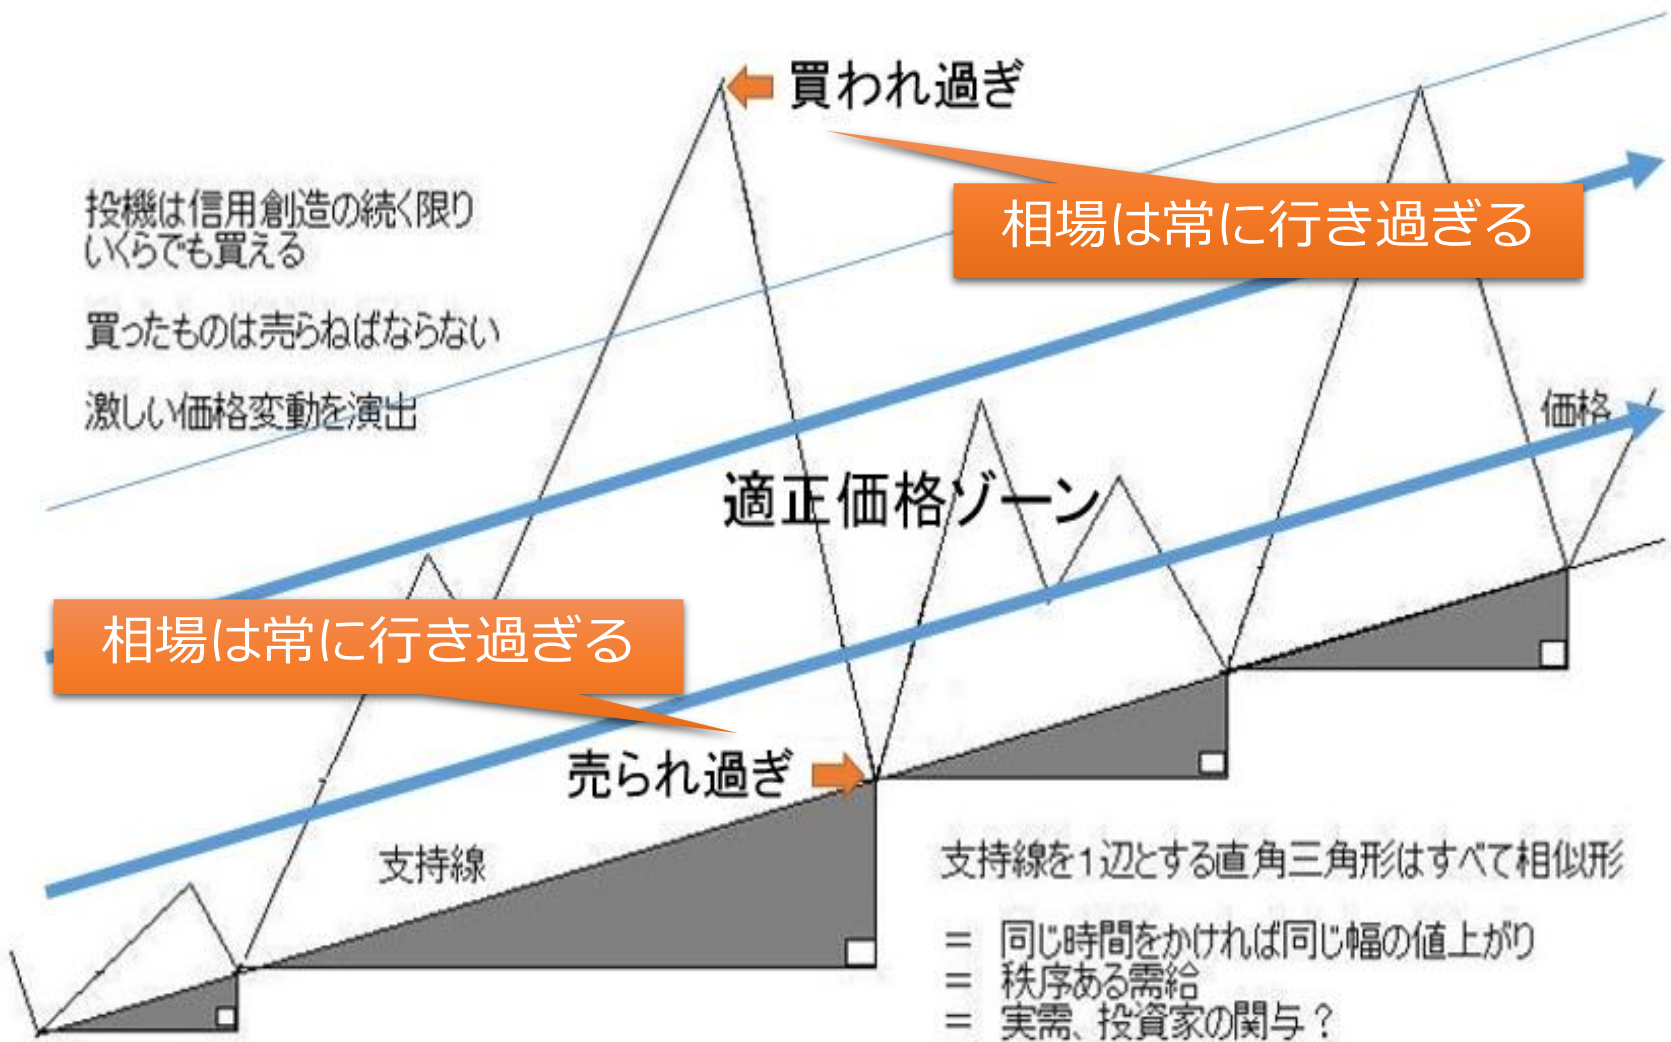 買われ過ぎ
相場は常に行き過ぎる
投機は信用創造の続く限り
いくらでも買える
買ったものは売らねばならない
激しい価格変動を演出
価格
適正価格ゾーン
相場は常に行き過ぎる
売られ過ぎ
支持線
支持線を1辺とする直角三角形はすべて相似形
= 同じ時間をかければ同じ幅の値上がり
= 秩序ある需給
= 実需、投資家の関与？